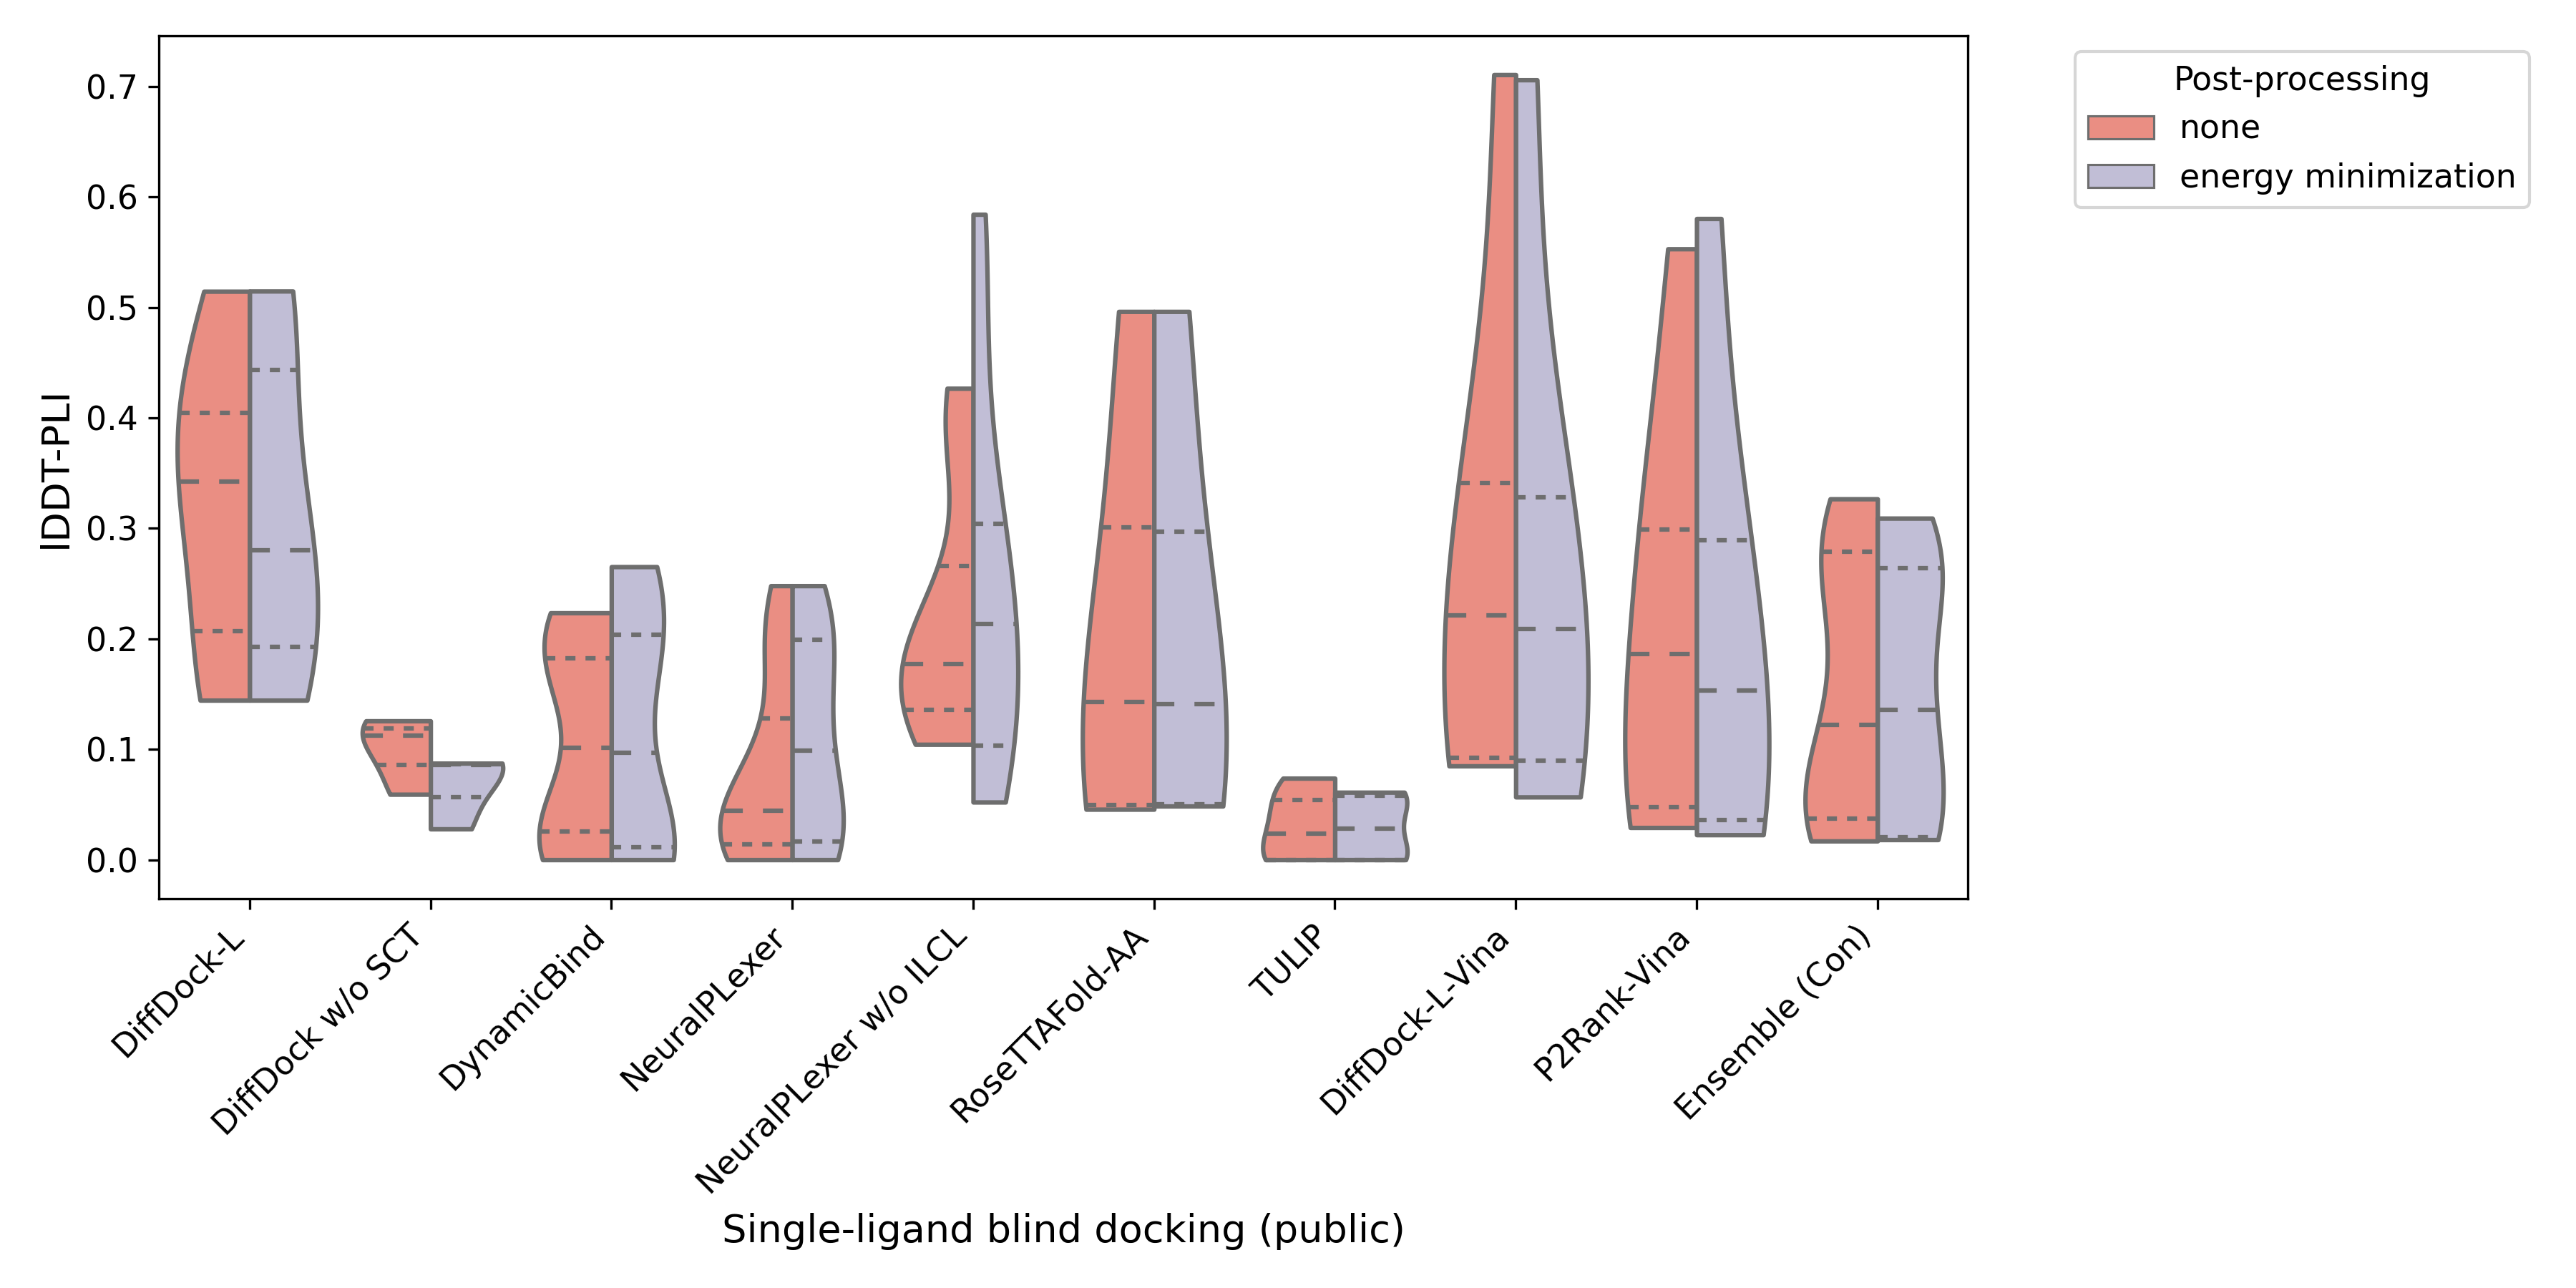 0.7
0.6
0.5
0.4
0.3
0.2
0.1
0.0
lDDT-PLI
DiffDock-L
DiffDock w/o SCT
DynamicBind
NeuralPLexer
NeuralPLexer w/o ILCL
RoseTTAFold-AA
TULIP
DiffDock-L-Vina
P2Rank-Vina
Ensemble (Con)
Single-ligand blind docking (public)
Post-processing
none
energy minimization